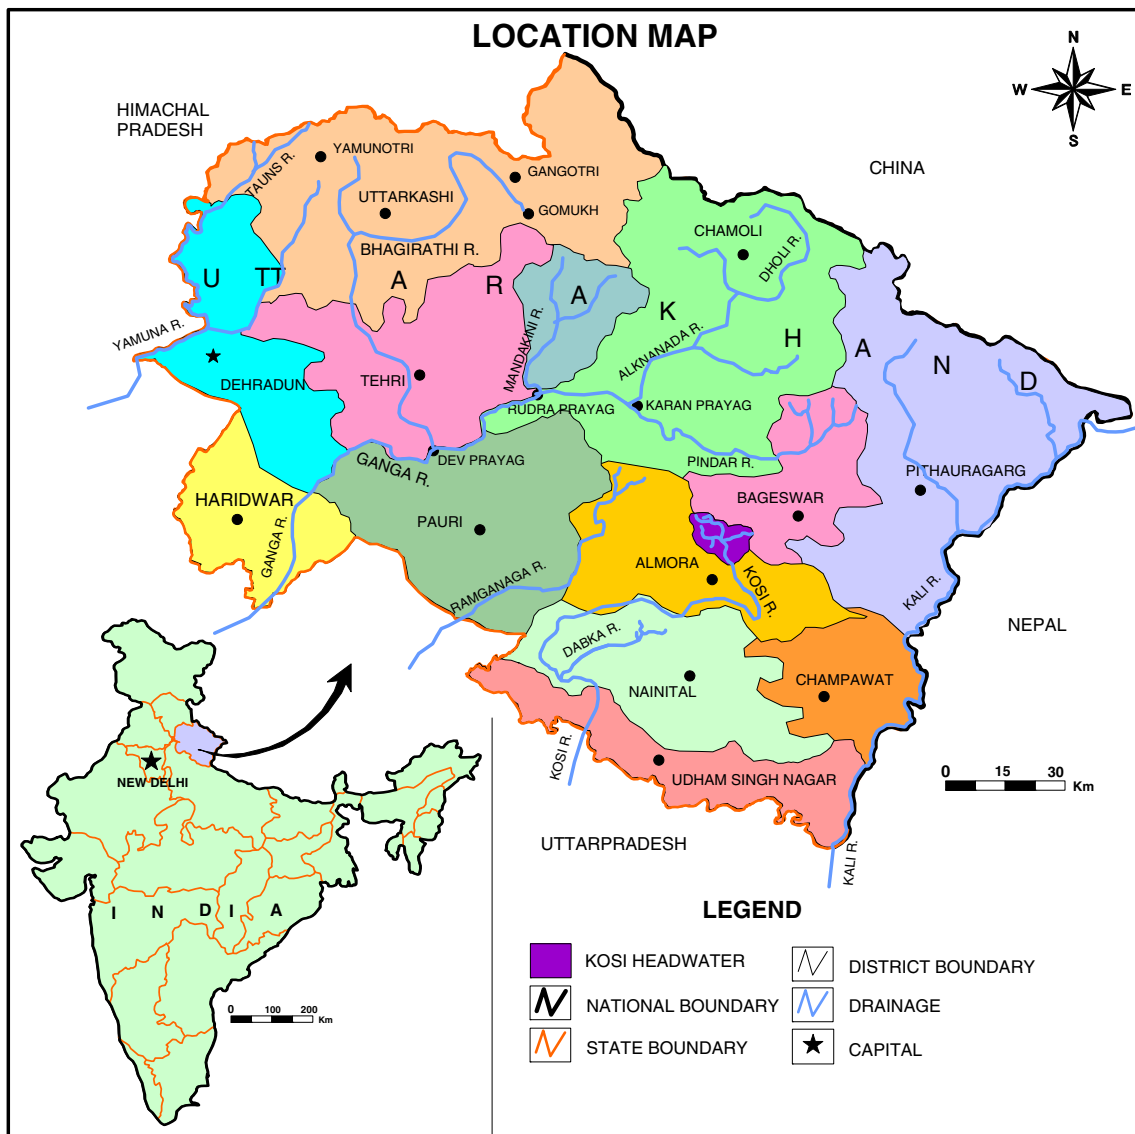 LOCATION MAP
N
W
E
S
HIMACHAL
PRADESH
CHINA
YAMUNOTRI
TAUNS R.
GANGOTRI
UTTARKASHI
GOMUKH
BHAGIRATHI R.
CHAMOLI
DHOLI R.
U TT A R A K H A N D
YAMUNA R.
MANDAKINI R.
ALKNANADA R.
DEHRADUN
TEHRI
RUDRA PRAYAG
KARAN PRAYAG
DEV PRAYAG
GANGA R.
PINDAR R.
PITHAURAGARG
HARIDWAR
BAGESWAR
PAURI
GANGA R.
ALMORA
KOSI R.
RAMGANAGA R.
KALI R.
NEPAL
DABKA R.
NAINITAL
CHAMPAWAT
KOSI R.
UDHAM SINGH NAGAR
0 15 30
Km
UTTARPRADESH
KALI R.
NEW DELHI
I N D I A
0 100 200
Km
LEGEND
KOSI HEADWATER
NATIONAL BOUNDARY
STATE BOUNDARY
DISTRICT BOUNDARY
DRAINAGE
CAPITAL